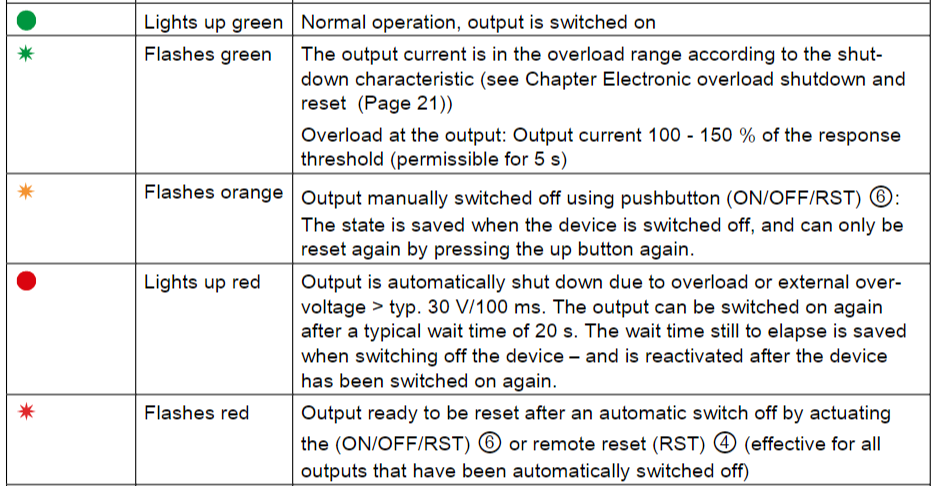 Lights up green Normal operation, output is switched on
Flashes green The output current is in the overload range according to the shut-
down characteristic (see Chapter Electronic overload shutdown and
reset (Page 21))
Overload at the output: Output current 100 - 150 % of the response
threshold (permissible for 5 s)
Flashes orange Output manually switched off using pushbutton (ON/OFF/RST) ⑥:
The state is saved when the device is switched off, and can only be
reset again by pressing the up button again.
Lights up red Output is automatically shut down due to overload or external over-
voltage > typ. 30 V/100 ms. The output can be switched on again
after a typical wait time of 20 s. The wait time still to elapse is saved
when switching off the device – and is reactivated after the device
has been switched on again.
Flashes red Output ready to be reset after an automatic switch off by actuating
the (ON/OFF/RST) ⑥ or remote reset (RST) ④ (effective for all
outputs that have been automatically switched off)